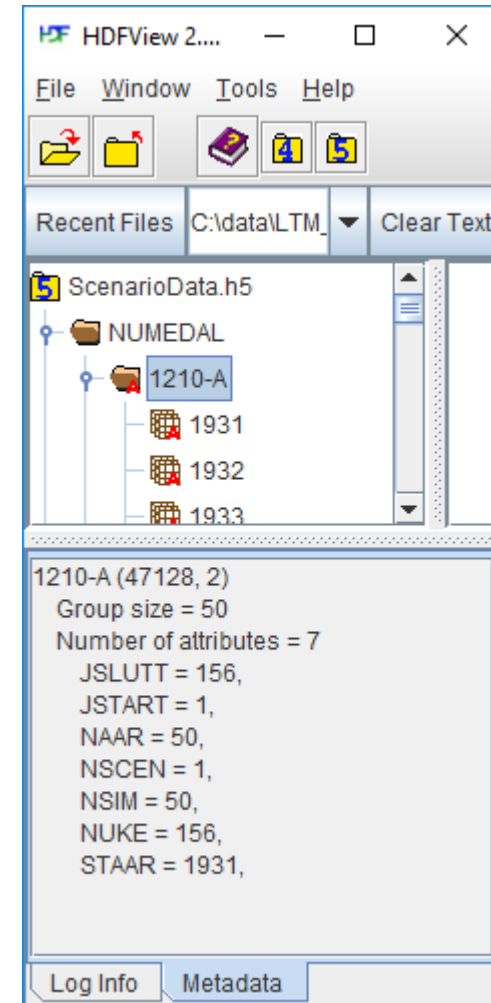 HDF HDFView 2....
File Window Tools Help
4 5
Recent Files C:\data\LTM_ Clear Text
5 ScenarioData.h5
NUMEDAL
1210-A
1931
1932
1933
1210-A (47128, 2)
Group size = 50
Number of attributes = 7
JSLUTT = 156,
JSTART = 1,
NAAR = 50,
NSCEN = 1,
NSIM = 50,
NUKE = 156,
STAAR = 1931,
Log Info Metadata